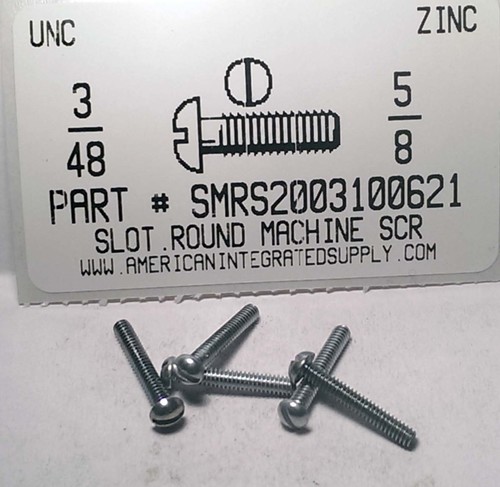 UNC ZINC
3 5
48 8
PART # SMRS2003100621
SLOT.ROUND MACHINE SCR
WWW.AMERICANINTEGRATEDSUPPLY.COM